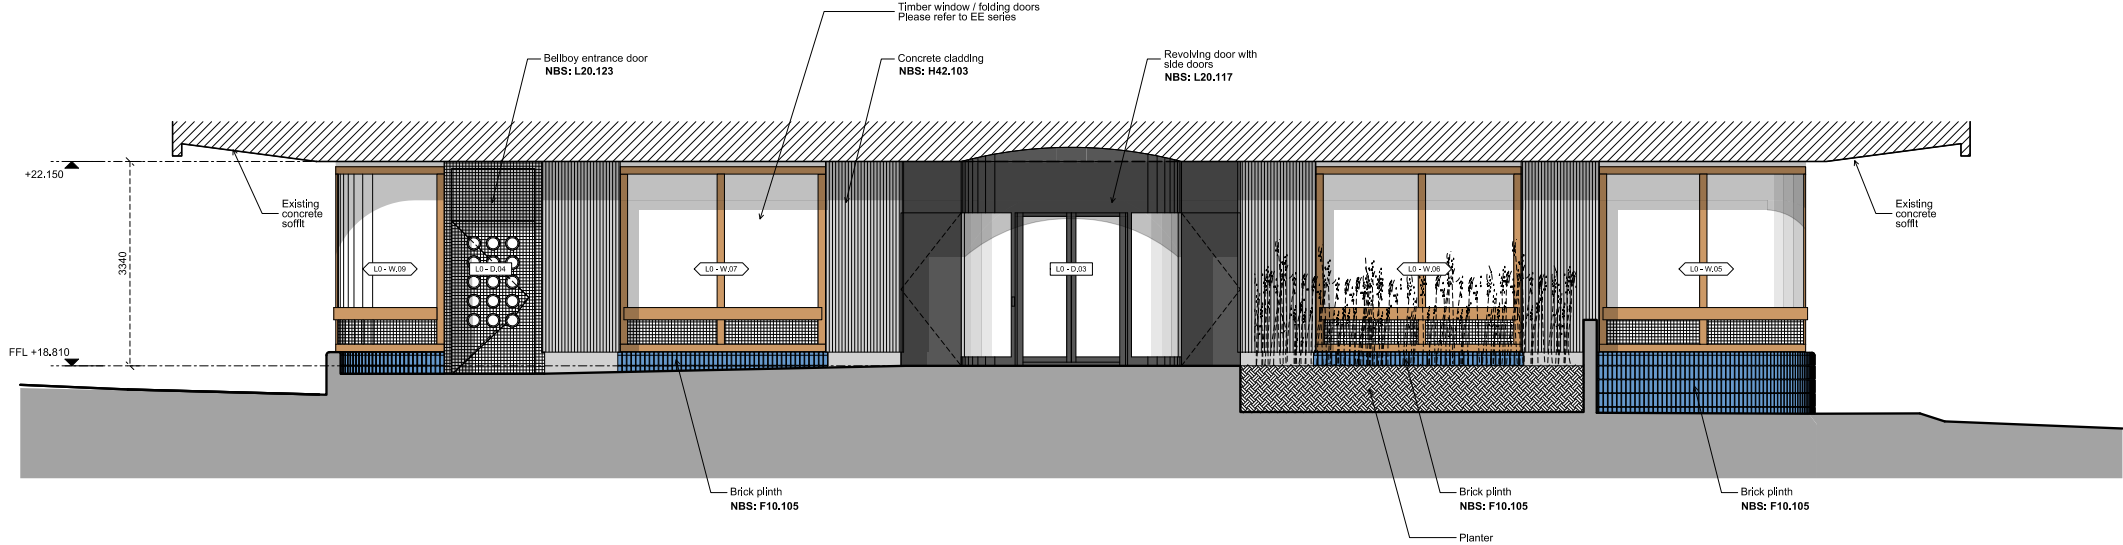 Timber window / folding doors
Please refer to EE series
Bellboy entrance door
NBS: L20.123
Concrete cladding
NBS: H42.103
Revolving door with
side doors
NBS: L20.117
+22.150
Existing
concrete
soffit
Existing
concrete
soffit
3340
L0 - W.09
L0 - D.04
L0 - W.07
L0 - D.03
L0 - W.06
L0 - W.05
FFL +18.810
Brick plinth
NBS: F10.105
Brick plinth
NBS: F10.105
Brick plinth
NBS: F10.105
Planter